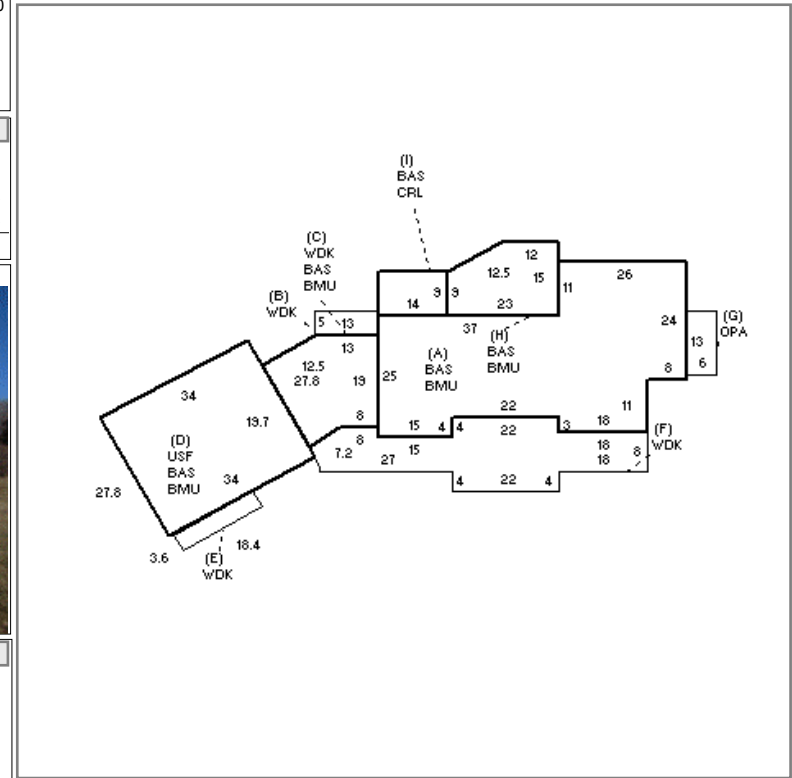 (I)
BAS
CRL
(C)
WDK
BAS
BMU
(B)
WDK
5
13
13
14
9
9
12
12.5
15
23
11
26
24
(G)
OPA
13
6
8
37
(H)
BAS
BMU
(A)
BAS
BMU
12.5
27.8
19
25
34
19.7
(D)
USF
BAS
BMU
34
27.8
8
8
7.2
27
15
15
4
4
22
22
3
18
11
18
18
8
(F)
WDK
4
22
4
3.6
18.4
(E)
WDK